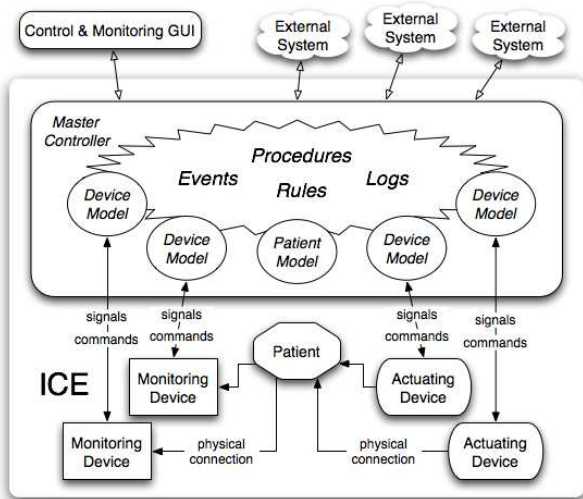 Control & Monitoring GUI
External
System
External
System
External
System
Master
Controller
Procedures
Events
Rules
Logs
Device
Model
Device
Model
Patient
Model
Device
Model
Device
Model
signals
commands
signals
commands
signals
commands
signals
commands
ICE
Patient
Monitoring
Device
Actuating
Device
Monitoring
Device
physical
connection
physical
connection
Actuating
Device